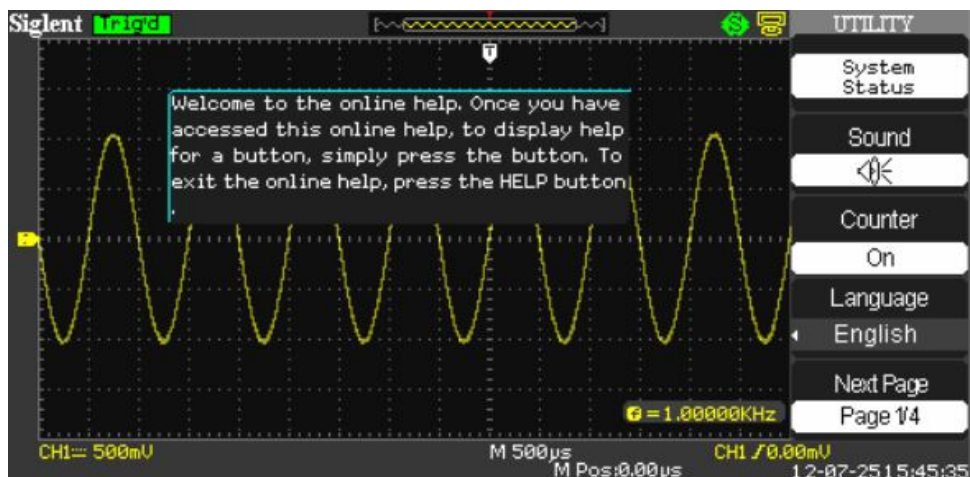 Siglent Trig'd
T
Welcome to the online help. Once you have
accessed this online help, to display help
for a button, simply press the button. To
exit the online help, press the HELP button
.
f = 1.00000KHz
CH1 500mV
M 500µs
M Pos:0.00µs
CH1 0.00mV
12-07-25 15:45:35
UTILITY
System
Status
Sound
Counter
On
Language
English
Next Page
Page 1/4